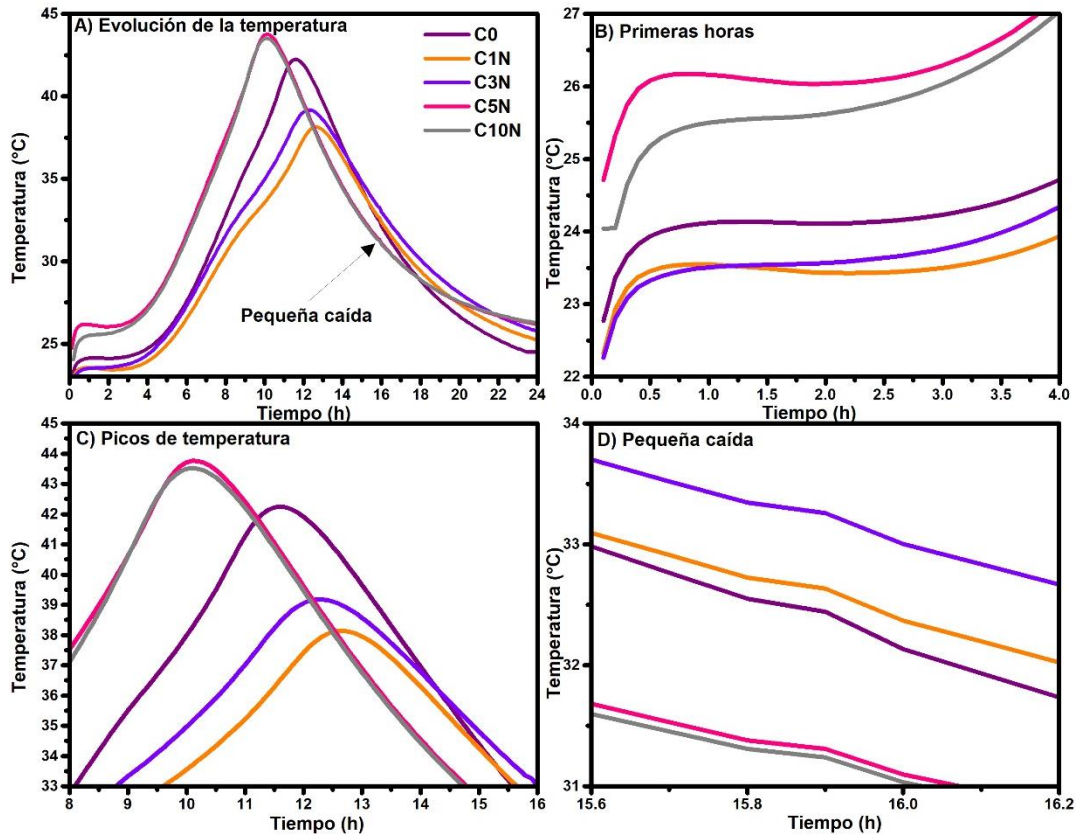 A) Evolución de la temperatura
C0
C1N
C3N
C5N
C10N
Pequeña caída
45
40
35
30
25
Temperatura (°C)
0 2 4 6 8 10 12 14 16 18 20 22 24
Tiempo (h)
B) Primeras horas
27
26
25
24
23
22
Temperatura (°C)
0.0 0.5 1.0 1.5 2.0 2.5 3.0 3.5 4.0
Tiempo (h)
C) Picos de temperatura
45
44
43
42
41
40
39
38
37
36
35
34
33
Temperatura (°C)
8 9 10 11 12 13 14 15 16
Tiempo (h)
D) Pequeña caída
34
33
32
31
Temperatura (°C)
15.6 15.8 16.0 16.2
Tiempo (h)